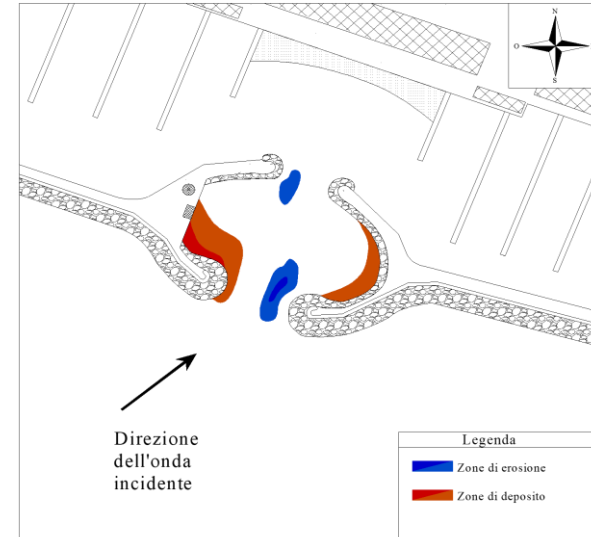 N
O
S
Direzione
dell'onda
incidente
Legenda
Zone di erosione
Zone di deposito